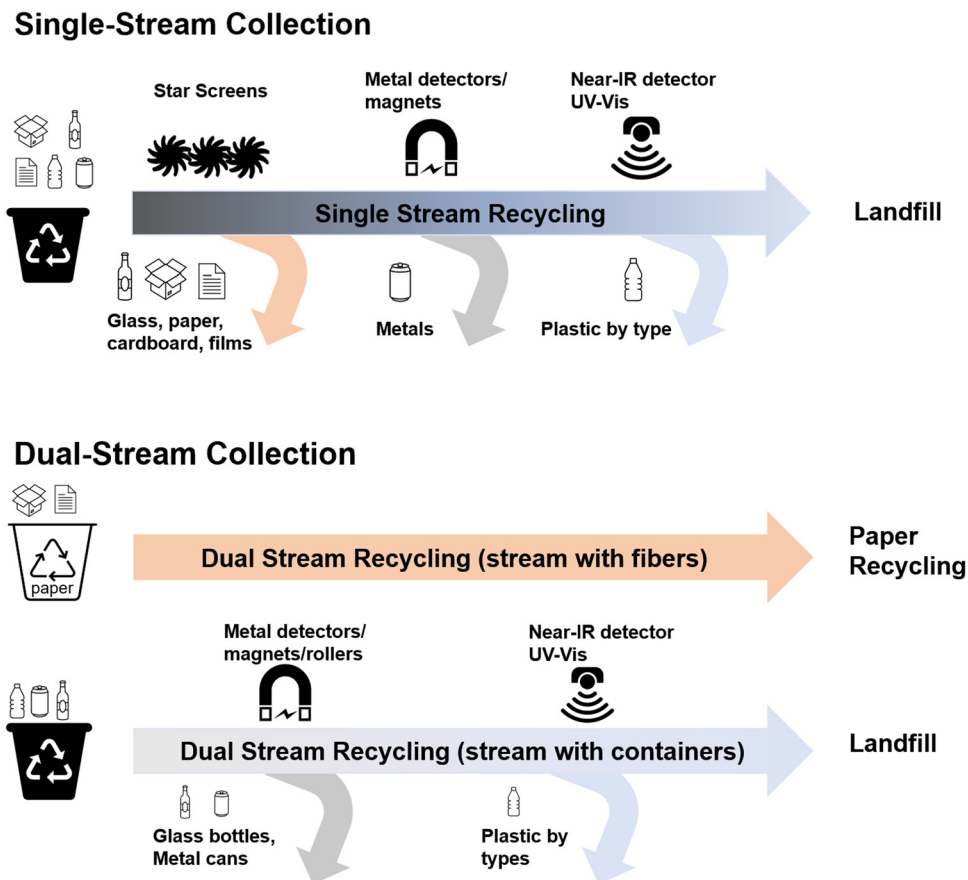 Single-Stream Collection
Star Screens
Metal detectors/
magnets
Near-IR detector
UV-Vis
Single Stream Recycling
Landfill
Glass, paper,
cardboard, films
Metals
Plastic by type
Dual-Stream Collection
paper
Dual Stream Recycling (stream with fibers)
Paper
Recycling
Metal detectors/
magnets/rollers
Near-IR detector
UV-Vis
Dual Stream Recycling (stream with containers)
Landfill
Glass bottles,
Metal cans
Plastic by
types